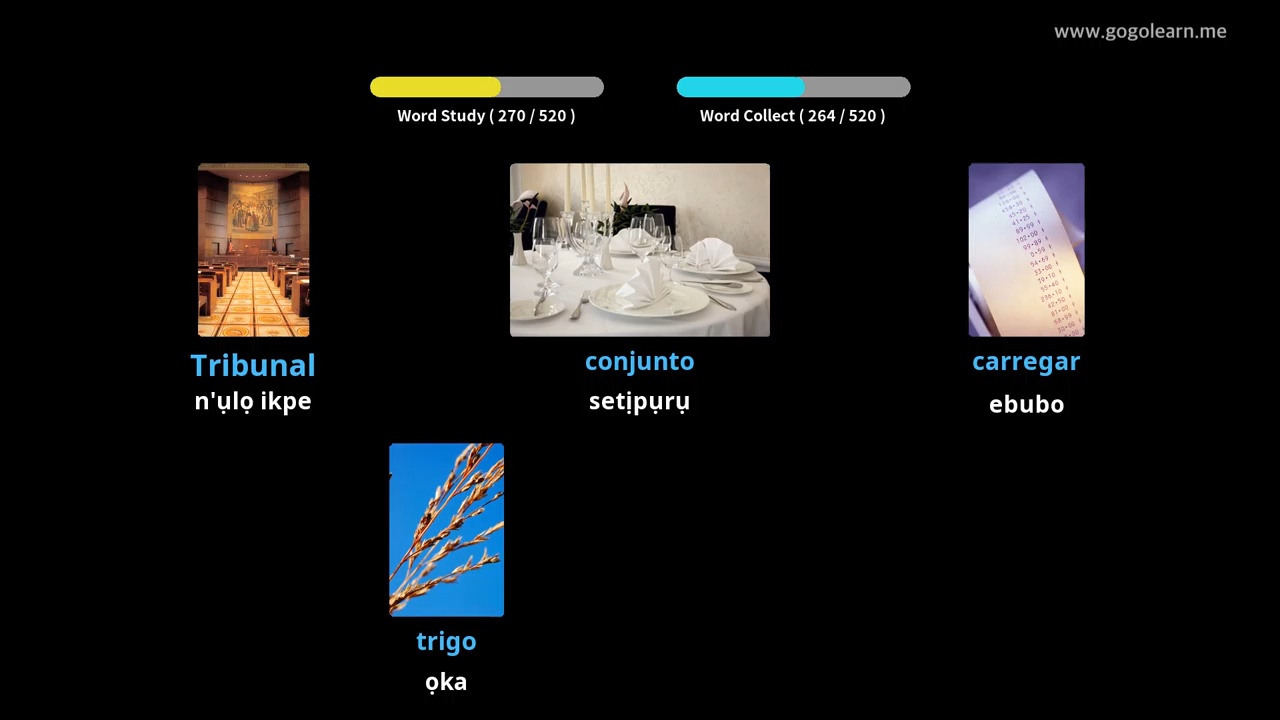 www.gogolearn.me
Word Study ( 270 / 520 )
Word Collect ( 264 / 520 )
Tribunal
n'ụlọ ikpe
conjunto
setịpụrụ
carregar
ebubo
trigo
ọka